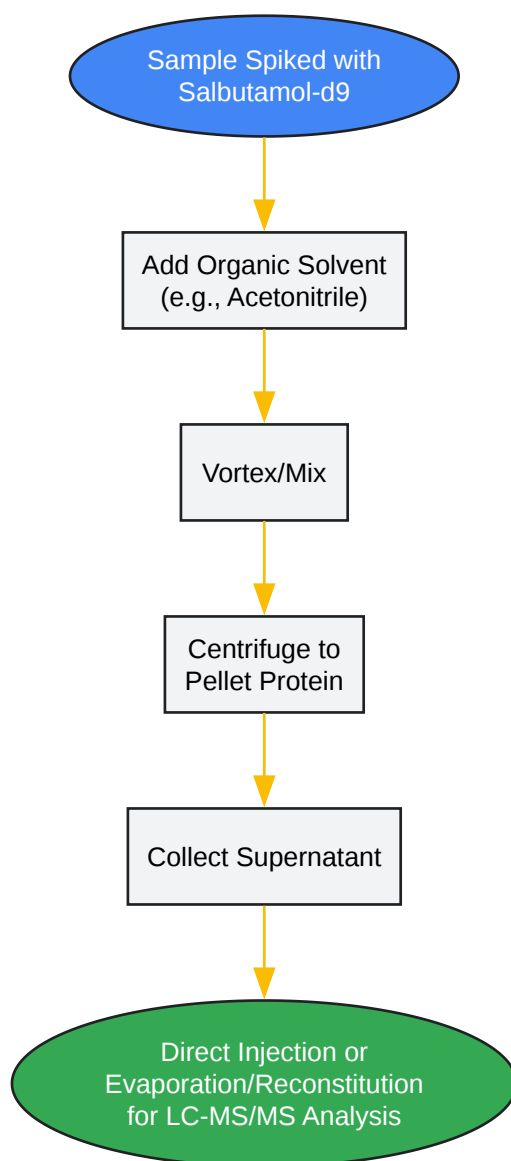 Sample Spiked with
Salbutamol-d9
Add Organic Solvent
(e.g., Acetonitrile)
Vortex/Mix
Centrifuge to
Pellet Protein
Collect Supernatant
Direct Injection or
Evaporation/Reconstitution
for LC-MS/MS Analysis